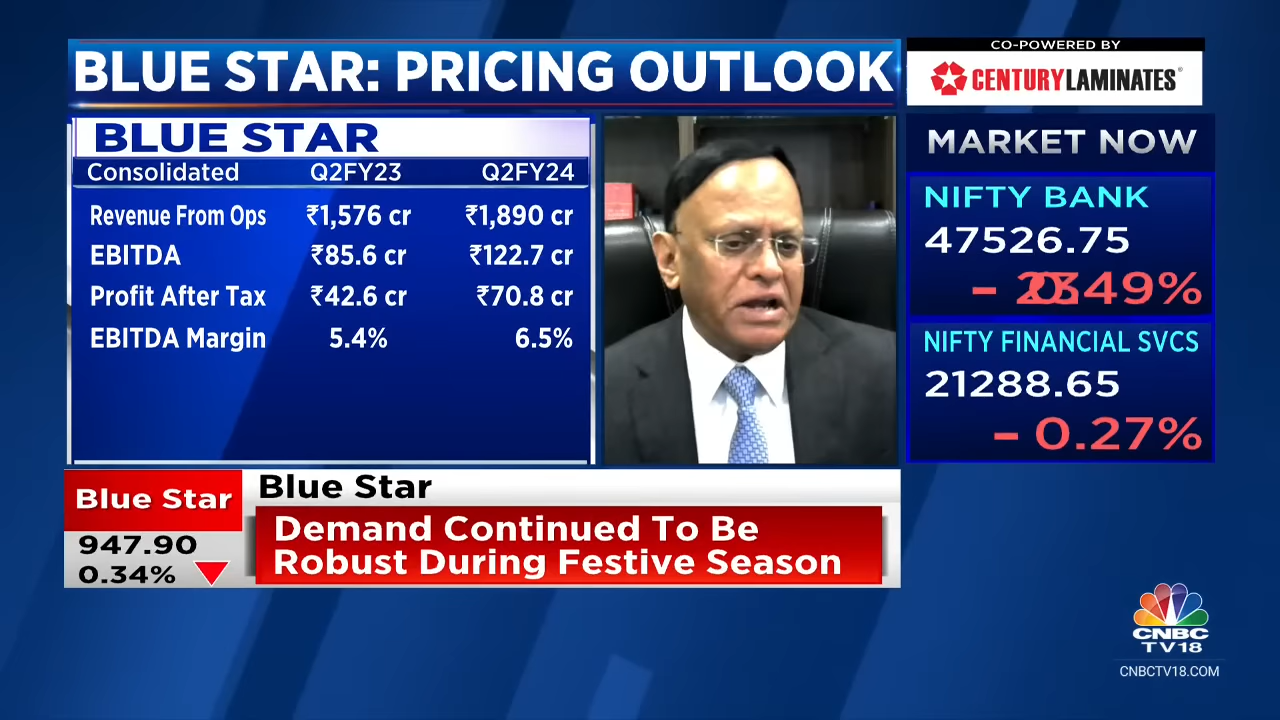 BLUE STAR: PRICING OUTLOOK
CO-POWERED BY
CENTURYLAMINATES®
BLUE STAR
Consolidated Q2FY23 Q2FY24
Revenue From Ops ₹1,576 cr ₹1,890 cr
EBITDA ₹85.6 cr ₹122.7 cr
Profit After Tax ₹42.6 cr ₹70.8 cr
EBITDA Margin 5.4% 6.5%
MARKET NOW
NIFTY BANK
47526.75
NIFTY FINANCIAL SVCS
21288.65
- 0.27%
Blue Star
947.90
0.34%
Blue Star
Demand Continued To Be
Robust During Festive Season
CNBC
TV18
CNBCTV18.COM